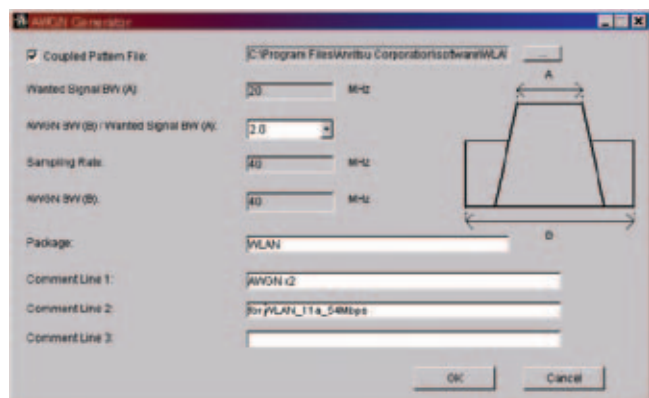 AWGN Generator
Coupled Pattern File: C:\Program Files\Anritsu Corporation\software\WLA ...
Wanted Signal BW (A): 20 MHz
AWGN BW (B) / Wanted Signal BW (A): 2.0
Sampling Rate: 40 MHz
AWGN BW (B): 40 MHz
A
B
Package: WLAN
Comment Line 1: AWGN x2
Comment Line 2: for WLAN_11a_54Mbps
Comment Line 3:
OK Cancel